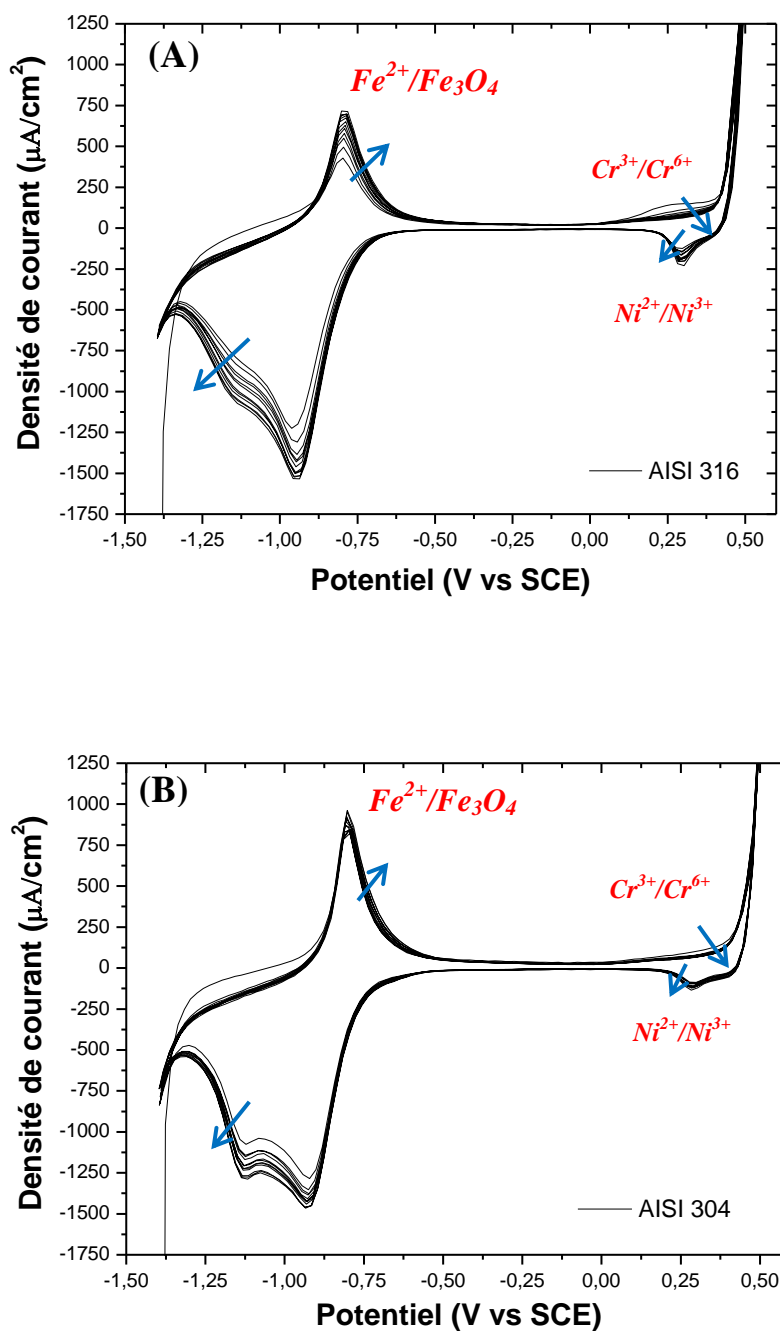 (A)
Fe²⁺/Fe₃O₄
Cr³⁺/Cr⁶⁺
Ni²⁺/Ni³⁺
AISI 316
Densité de courant (µA/cm²)
1250
1000
750
500
250
0
-250
-500
-750
-1000
-1250
-1500
-1750
-1,50 -1,25 -1,00 -0,75 -0,50 -0,25 0,00 0,25 0,50
Potentiel (V vs SCE)
(B)
Fe²⁺/Fe₃O₄
Cr³⁺/Cr⁶⁺
Ni²⁺/Ni³⁺
AISI 304
Densité de courant (µA/cm²)
1250
1000
750
500
250
0
-250
-500
-750
-1000
-1250
-1500
-1750
-1,50 -1,25 -1,00 -0,75 -0,50 -0,25 0,00 0,25 0,50
Potentiel (V vs SCE)